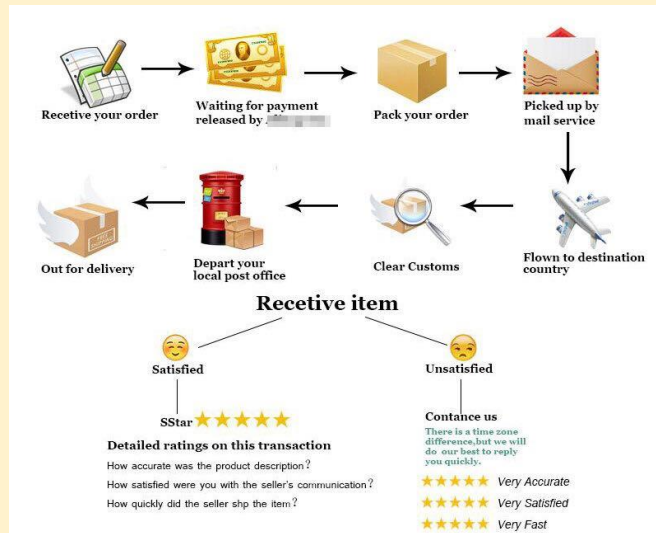 Recetive your order
Waiting for payment
released by
Pack your order
Picked up by
mail service
Out for delivery
Depart your
local post office
Clear Customs
Flown to destination
country
Recetive item
Satisfied
Unsatisfied
SStar
Detailed ratings on this transaction
How accurate was the product description?
How satisfied were you with the seller's communication?
How quickly did the seller shp the item?
Contance us
There is a time zone
difference,but we will
do our best to reply
you quickly.
Very Accurate
Very Satisfied
Very Fast